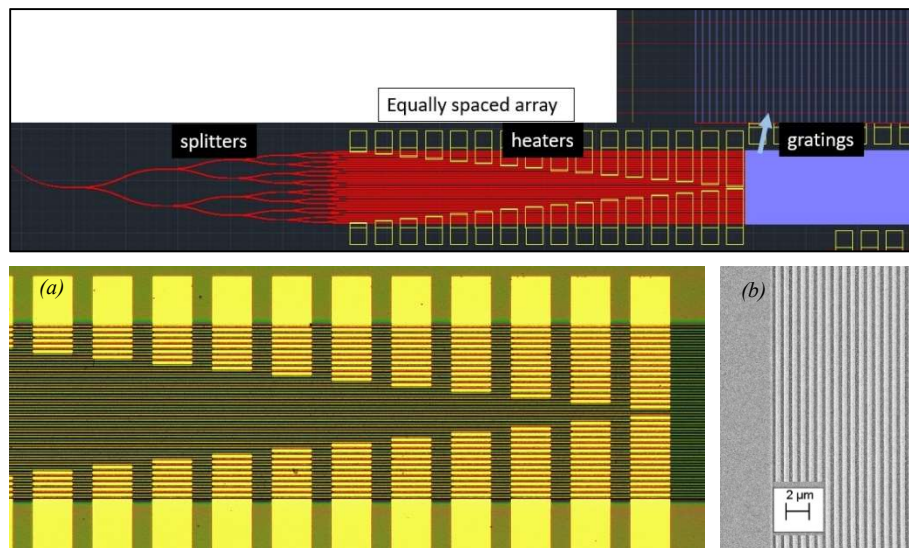 Equally spaced array
splitters
heaters
gratings
(a)
(b)
2 μm